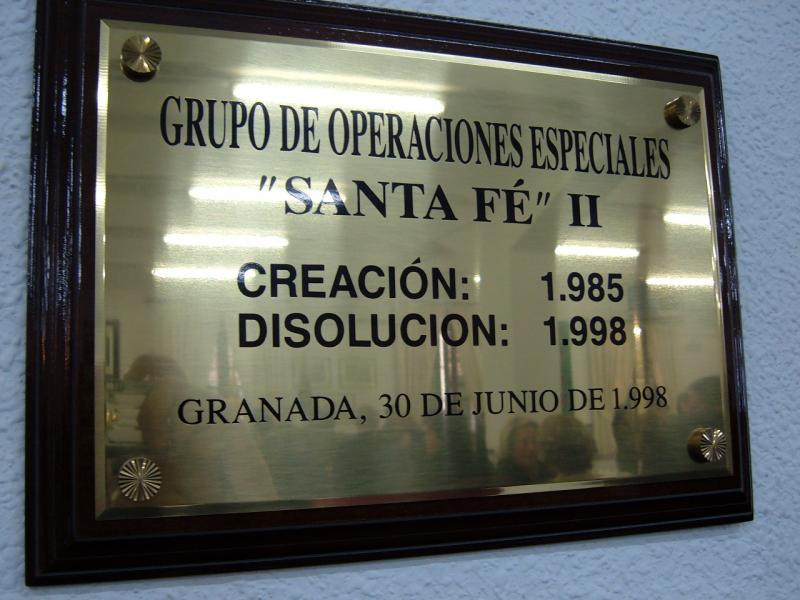 GRUPO DE OPERACIONES ESPECIALES
"SANTA FÉ" II
CREACIÓN: 1.985
DISOLUCION: 1.998
GRANADA, 30 DE JUNIO DE 1.998